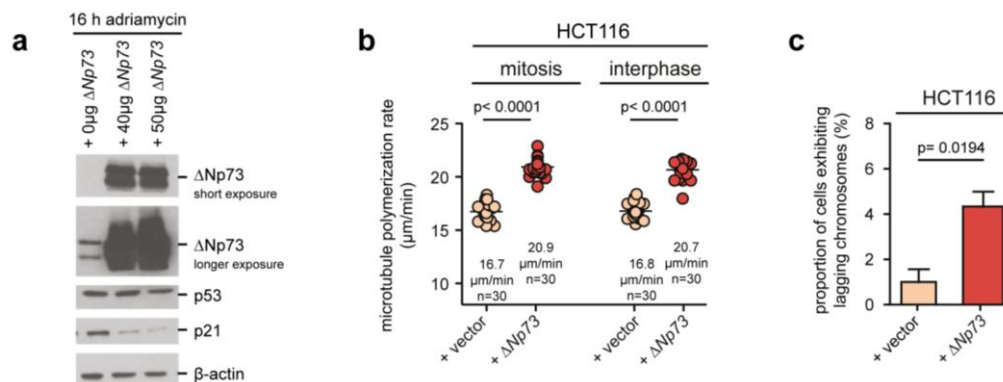 a
16 h adriamycin
+ 0µg ΔNp73
+ 40µg ΔNp73
+ 50µg ΔNp73
ΔNp73
short exposure
ΔNp73
longer exposure
p53
p21
β-actin
b
HCT116
mitosis
interphase
p< 0.0001
p< 0.0001
microtubule polymerization rate
(µm/min)
25
20
15
10
16.7
µm/min
n=30
20.9
µm/min
n=30
16.8
µm/min
n=30
20.7
µm/min
n=30
+ vector
+ ΔNp73
+ vector
+ ΔNp73
c
HCT116
p= 0.0194
proportion of cells exhibiting
lagging chromosomes (%)
8
6
4
2
0
+ vector
+ ΔNp73